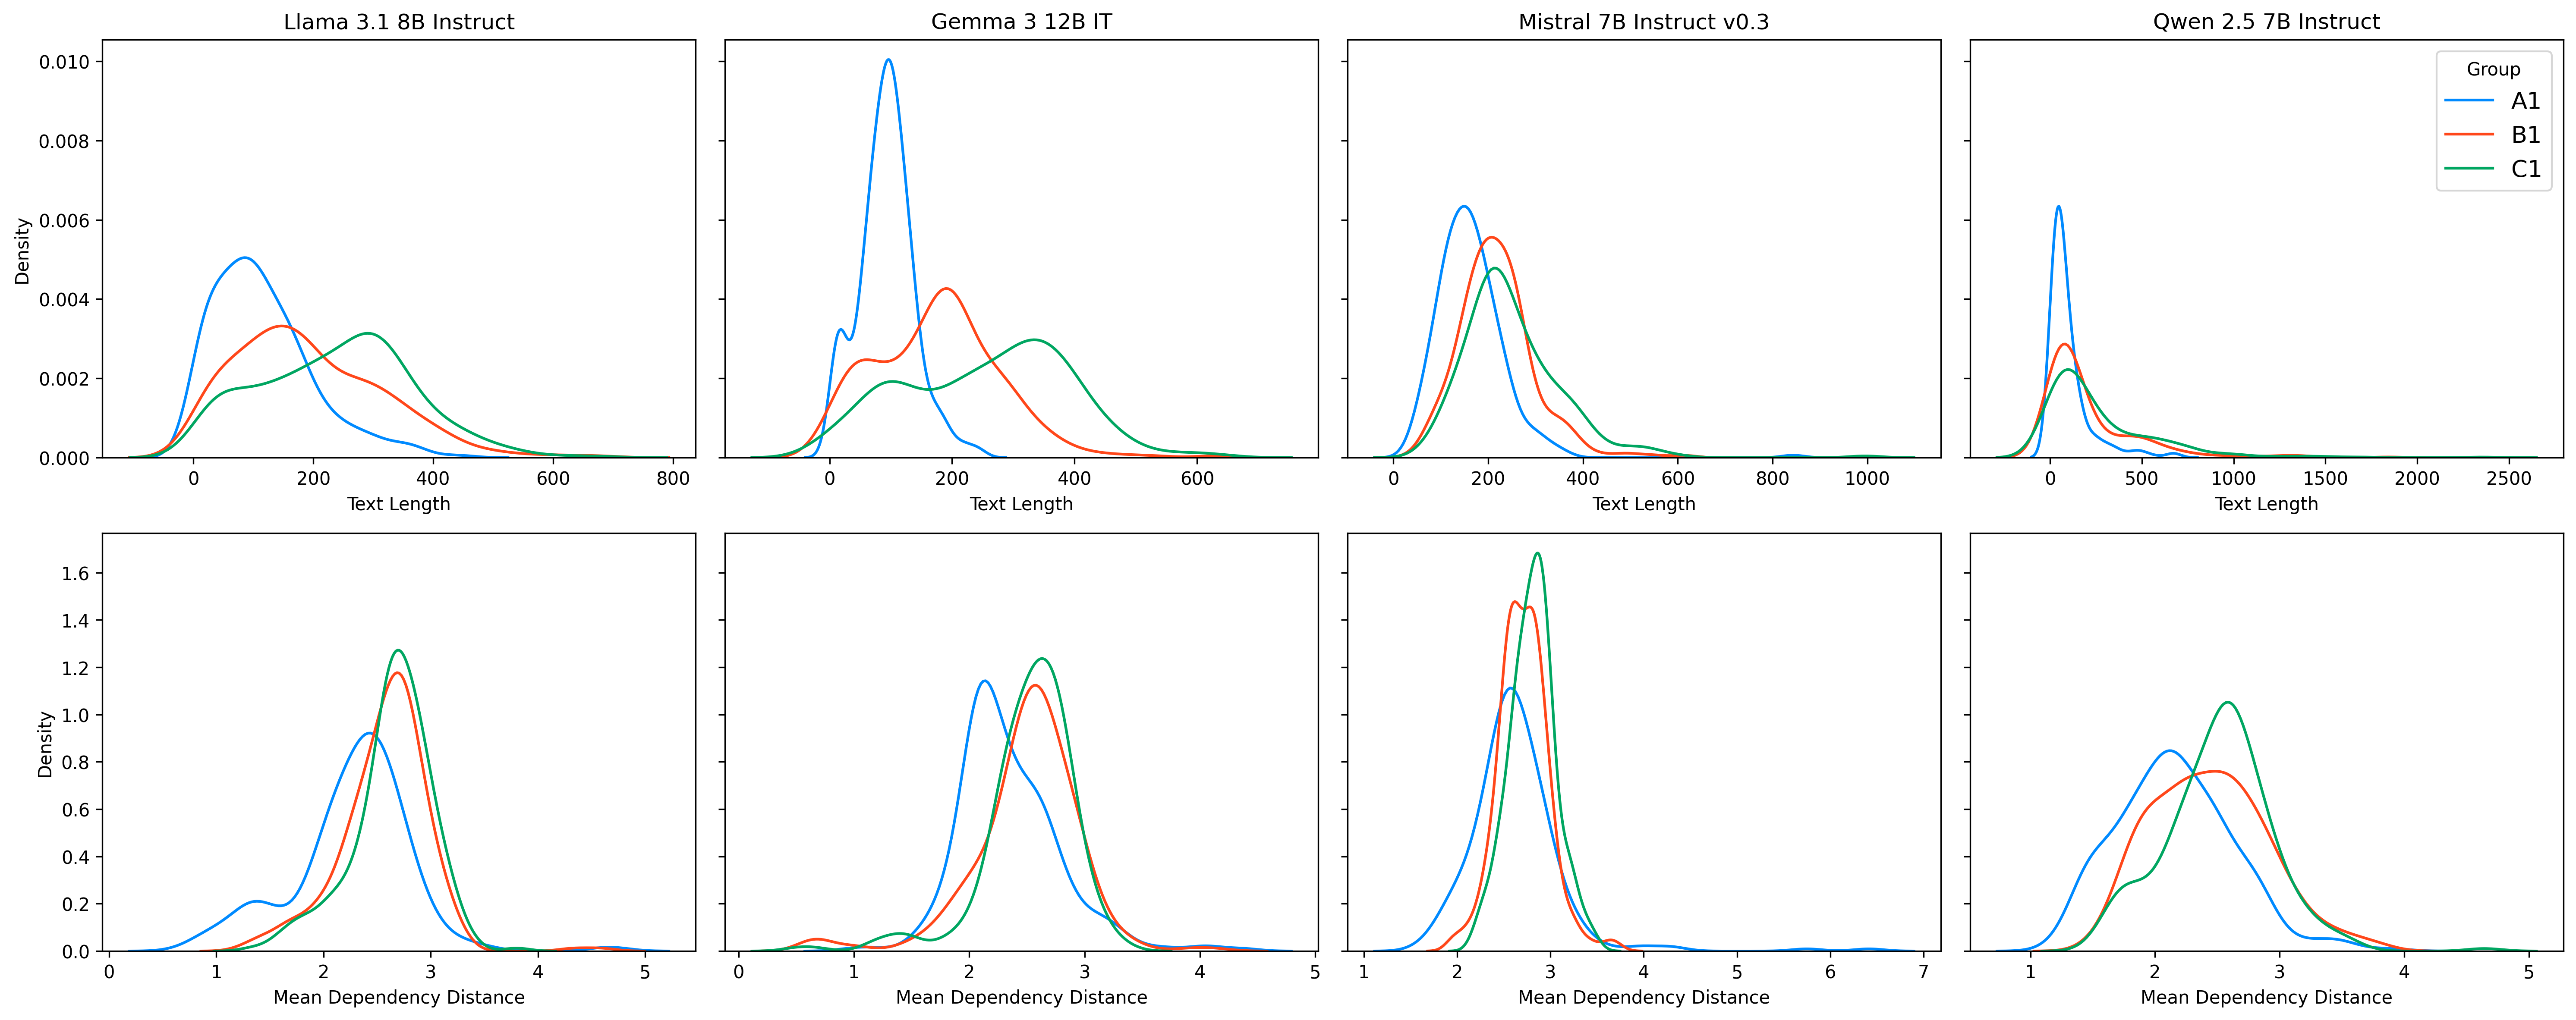 Llama 3.1 8B Instruct
Gemma 3 12B IT
Mistral 7B Instruct v0.3
Qwen 2.5 7B Instruct
Density
0.010
0.008
0.006
0.004
0.002
0.000
Group
A1
B1
C1
0 200 400 600 800
0 200 400 600
0 200 400 600 800 1000
0 500 1000 1500 2000 2500
Text Length
Text Length
Text Length
Text Length
Density
1.6
1.4
1.2
1.0
0.8
0.6
0.4
0.2
0.0
0 1 2 3 4 5
0 1 2 3 4 5
1 2 3 4 5 6 7
1 2 3 4 5
Mean Dependency Distance
Mean Dependency Distance
Mean Dependency Distance
Mean Dependency Distance